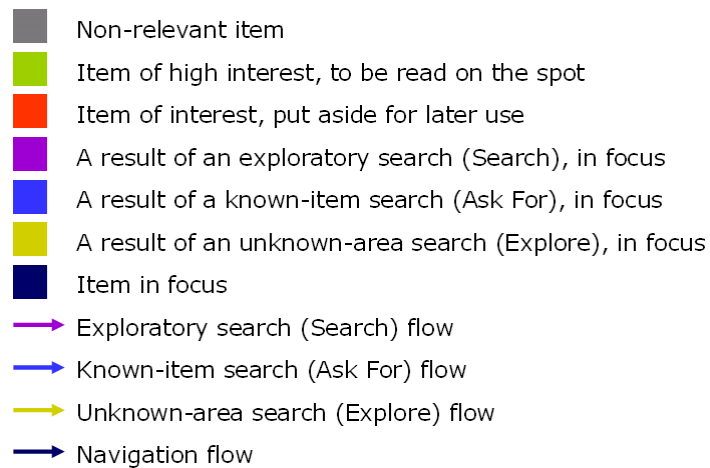 Non-relevant item
Item of high interest, to be read on the spot
Item of interest, put aside for later use
A result of an exploratory search (Search), in focus
A result of a known-item search (Ask For), in focus
A result of an unknown-area search (Explore), in focus
Item in focus
Exploratory search (Search) flow
Known-item search (Ask For) flow
Unknown-area search (Explore) flow
Navigation flow